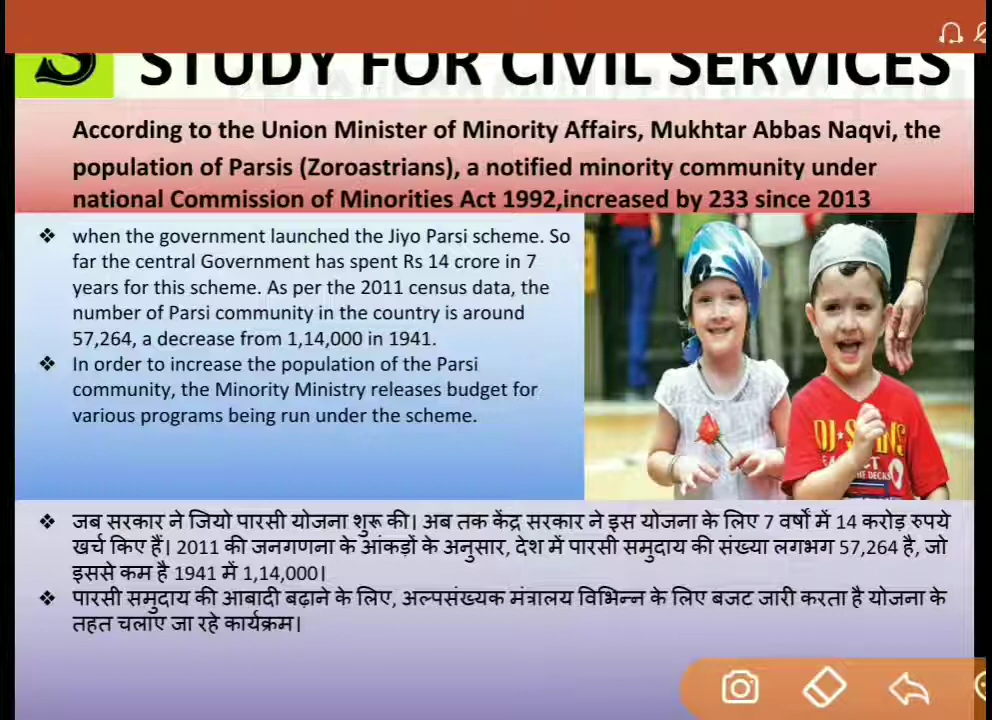 STUDY FOR CIVIL SERVICES
According to the Union Minister of Minority Affairs, Mukhtar Abbas Naqvi, the
population of Parsis (Zoroastrians), a notified minority community under
national Commission of Minorities Act 1992,increased by 233 since 2013
❖ when the government launched the Jiyo Parsi scheme. So
far the central Government has spent Rs 14 crore in 7
years for this scheme. As per the 2011 census data, the
number of Parsi community in the country is around
57,264, a decrease from 1,14,000 in 1941.
❖ In order to increase the population of the Parsi
community, the Minority Ministry releases budget for
various programs being run under the scheme.
❖ जब सरकार ने जियो पारसी योजना शुरू की। अब तक केंद्र सरकार ने इस योजना के लिए 7 वर्षों में 14 करोड़ रुपये
खर्च किए हैं। 2011 की जनगणना के आंकड़ों के अनुसार, देश में पारसी समुदाय की संख्या लगभग 57,264 है, जो
इससे कम है 1941 में 1,14,000।
❖ पारसी समुदाय की आबादी बढ़ाने के लिए, अल्पसंख्यक मंत्रालय विभिन्न के लिए बजट जारी करता है योजना के
तहत चलाए जा रहे कार्यक्रम।